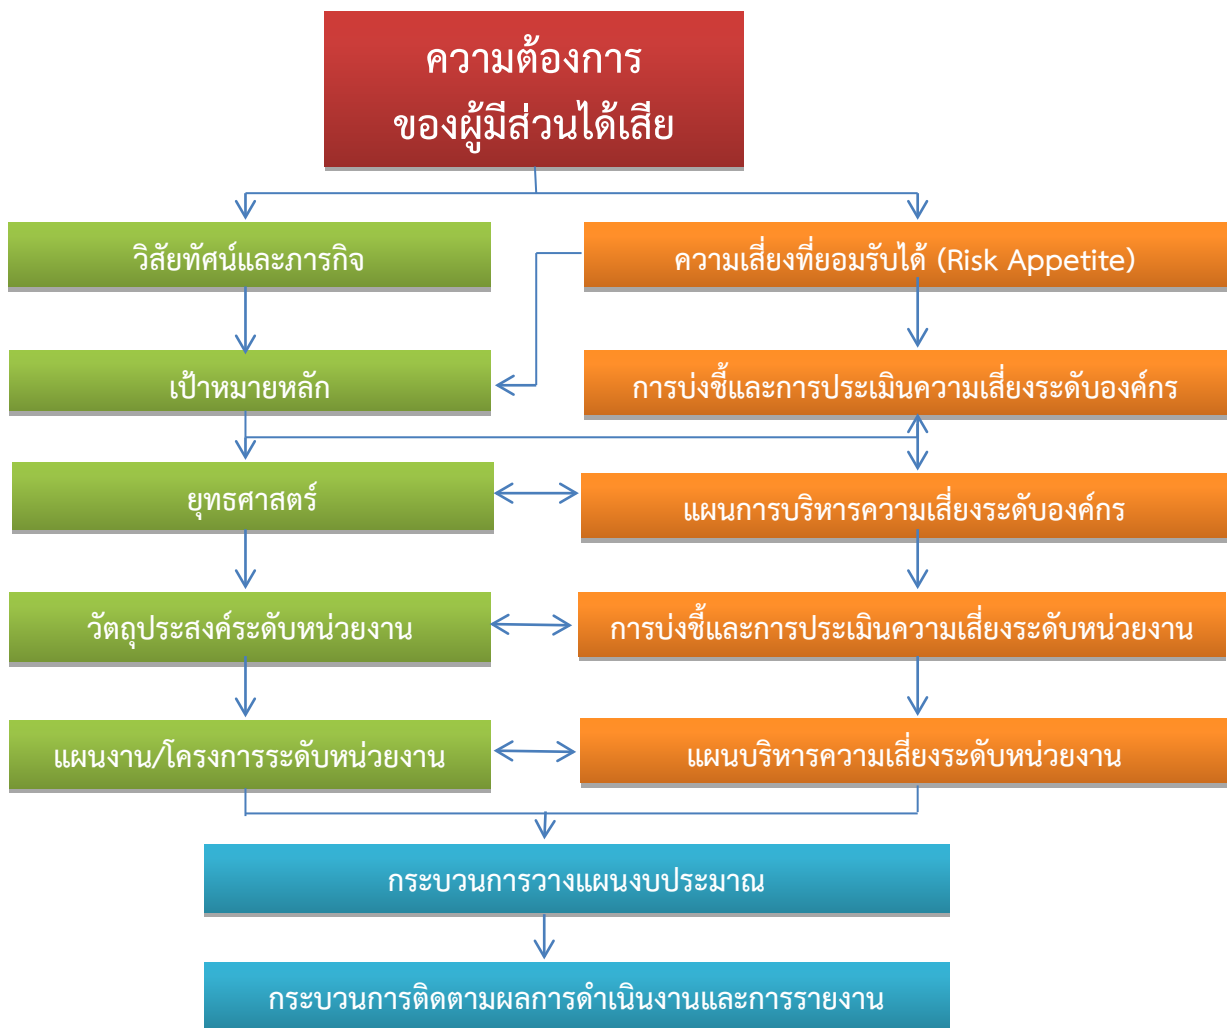 ความต้องการ
ของผู้มีส่วนได้เสีย
วิสัยทัศน์และภารกิจ
ความเสี่ยงที่ยอมรับได้ (Risk Appetite)
เป้าหมายหลัก
การบ่งชี้และการประเมินความเสี่ยงระดับองค์กร
ยุทธศาสตร์
แผนการบริหารความเสี่ยงระดับองค์กร
วัตถุประสงค์ระดับหน่วยงาน
การบ่งชี้และการประเมินความเสี่ยงระดับหน่วยงาน
แผนงาน/โครงการระดับหน่วยงาน
แผนบริหารความเสี่ยงระดับหน่วยงาน
กระบวนการวางแผนงบประมาณ
กระบวนการติดตามผลการดำเนินงานและการรายงาน